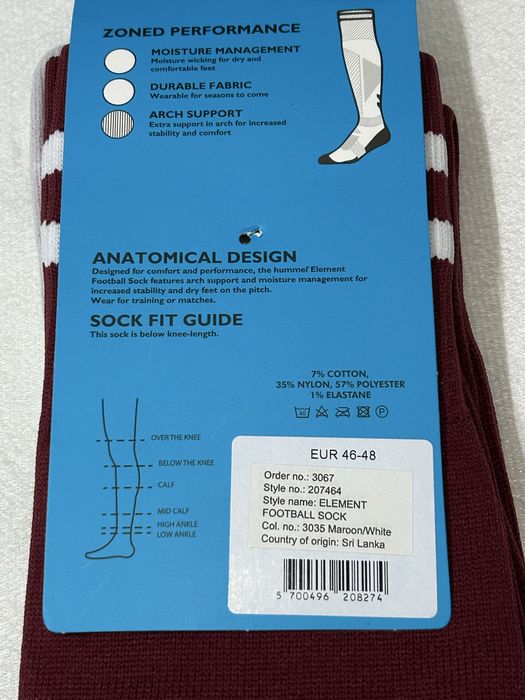 ZONED PERFORMANCE
MOISTURE MANAGEMENT
Moisture wicking for dry and
comfortable feet
DURABLE FABRIC
Wearable for seasons to come
ARCH SUPPORT
Extra support in arch for increased
stability and comfort
ANATOMICAL DESIGN
Designed for comfort and performance, the hummel® Element
Football Sock features arch support and moisture management for
increased stability and dry feet on the pitch.
Wear for training or matches.
SOCK FIT GUIDE
This sock is below knee-length.
7% COTTON,
35% NYLON, 57% POLYESTER
1% ELASTANE
40
P
OVER THE KNEE
BELOW THE KNEE
CALF
MID CALF
HIGH ANKLE
LOW ANKLE
EUR 46-48
Order no.: 3067
Style no.: 207464
Style name: ELEMENT
FOOTBALL SOCK
Col. no.: 3035 Maroon/White
Country of origin: Sri Lanka
5 700496 208274